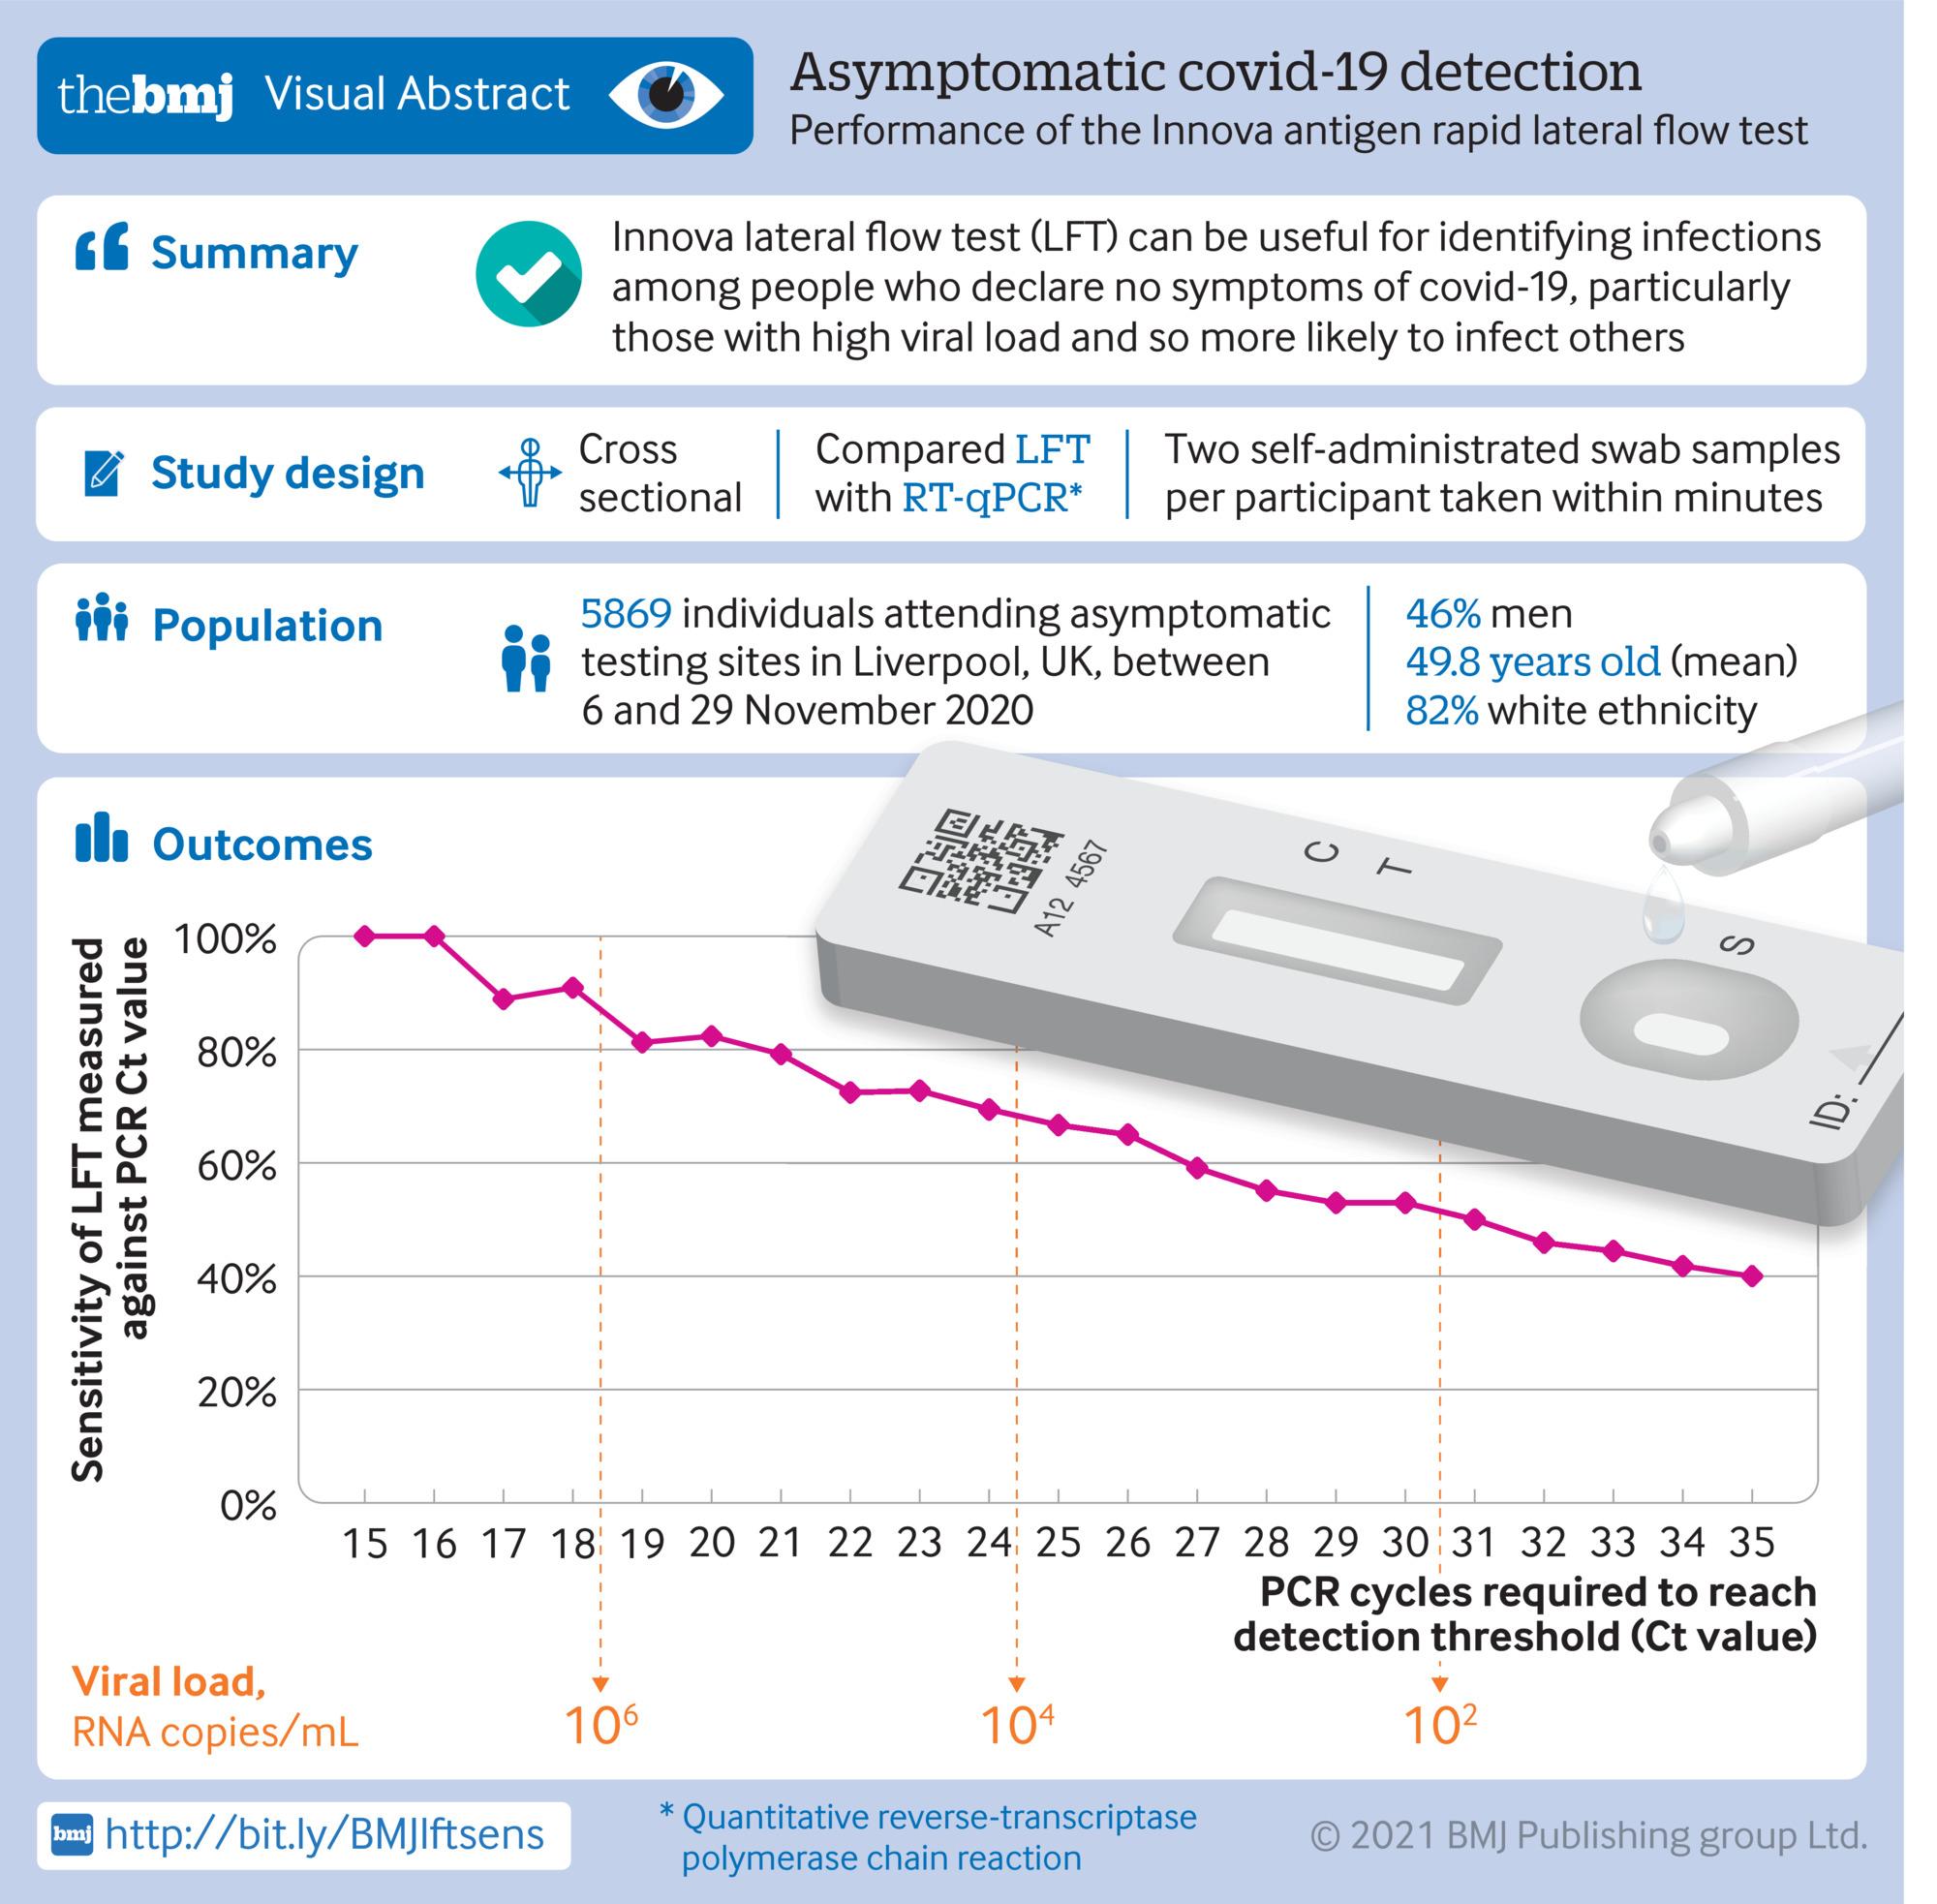 thebmj Visual Abstract
Asymptomatic covid-19 detection
Performance of the Innova antigen rapid lateral flow test
Summary
Innova lateral flow test (LFT) can be useful for identifying infections
among people who declare no symptoms of covid-19, particularly
those with high viral load and so more likely to infect others
Study design
Cross
sectional
Compared LFT
with RT-qPCR*
Two self-administrated swab samples
per participant taken within minutes
Population
5869 individuals attending asymptomatic
testing sites in Liverpool, UK, between
6 and 29 November 2020
46% men
49.8 years old (mean)
82% white ethnicity
Outcomes
A12 4567
C
T
S
ID:
Sensitivity of LFT measured
against PCR Ct value
100%
80%
60%
40%
20%
0%
15 16 17 18 19 20 21 22 23 24 25 26 27 28 29 30 31 32 33 34 35
PCR cycles required to reach
detection threshold (Ct value)
Viral load,
RNA copies/mL
10⁶ 10⁴ 10²
bmj http://bit.ly/BMJlftsens
* Quantitative reverse-transcriptase
polymerase chain reaction
© 2021 BMJ Publishing group Ltd.